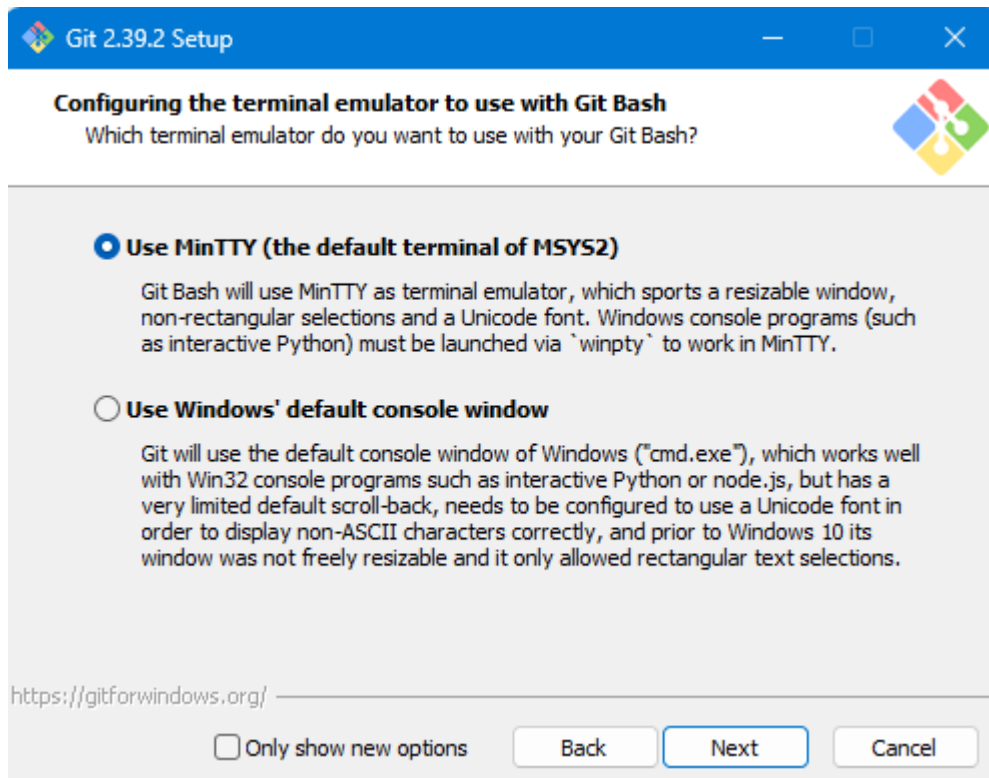 Git 2.39.2 Setup
Configuring the terminal emulator to use with Git Bash
Which terminal emulator do you want to use with your Git Bash?
Use MinTTY (the default terminal of MSYS2)
Git Bash will use MinTTY as terminal emulator, which sports a resizable window,
non-rectangular selections and a Unicode font. Windows console programs (such
as interactive Python) must be launched via `winpty` to work in MinTTY.
Use Windows' default console window
Git will use the default console window of Windows ("cmd.exe"), which works well
with Win32 console programs such as interactive Python or node.js, but has a
very limited default scroll-back, needs to be configured to use a Unicode font in
order to display non-ASCII characters correctly, and prior to Windows 10 its
window was not freely resizable and it only allowed rectangular text selections.
https://gitforwindows.org/
Only show new options
Back
Next
Cancel